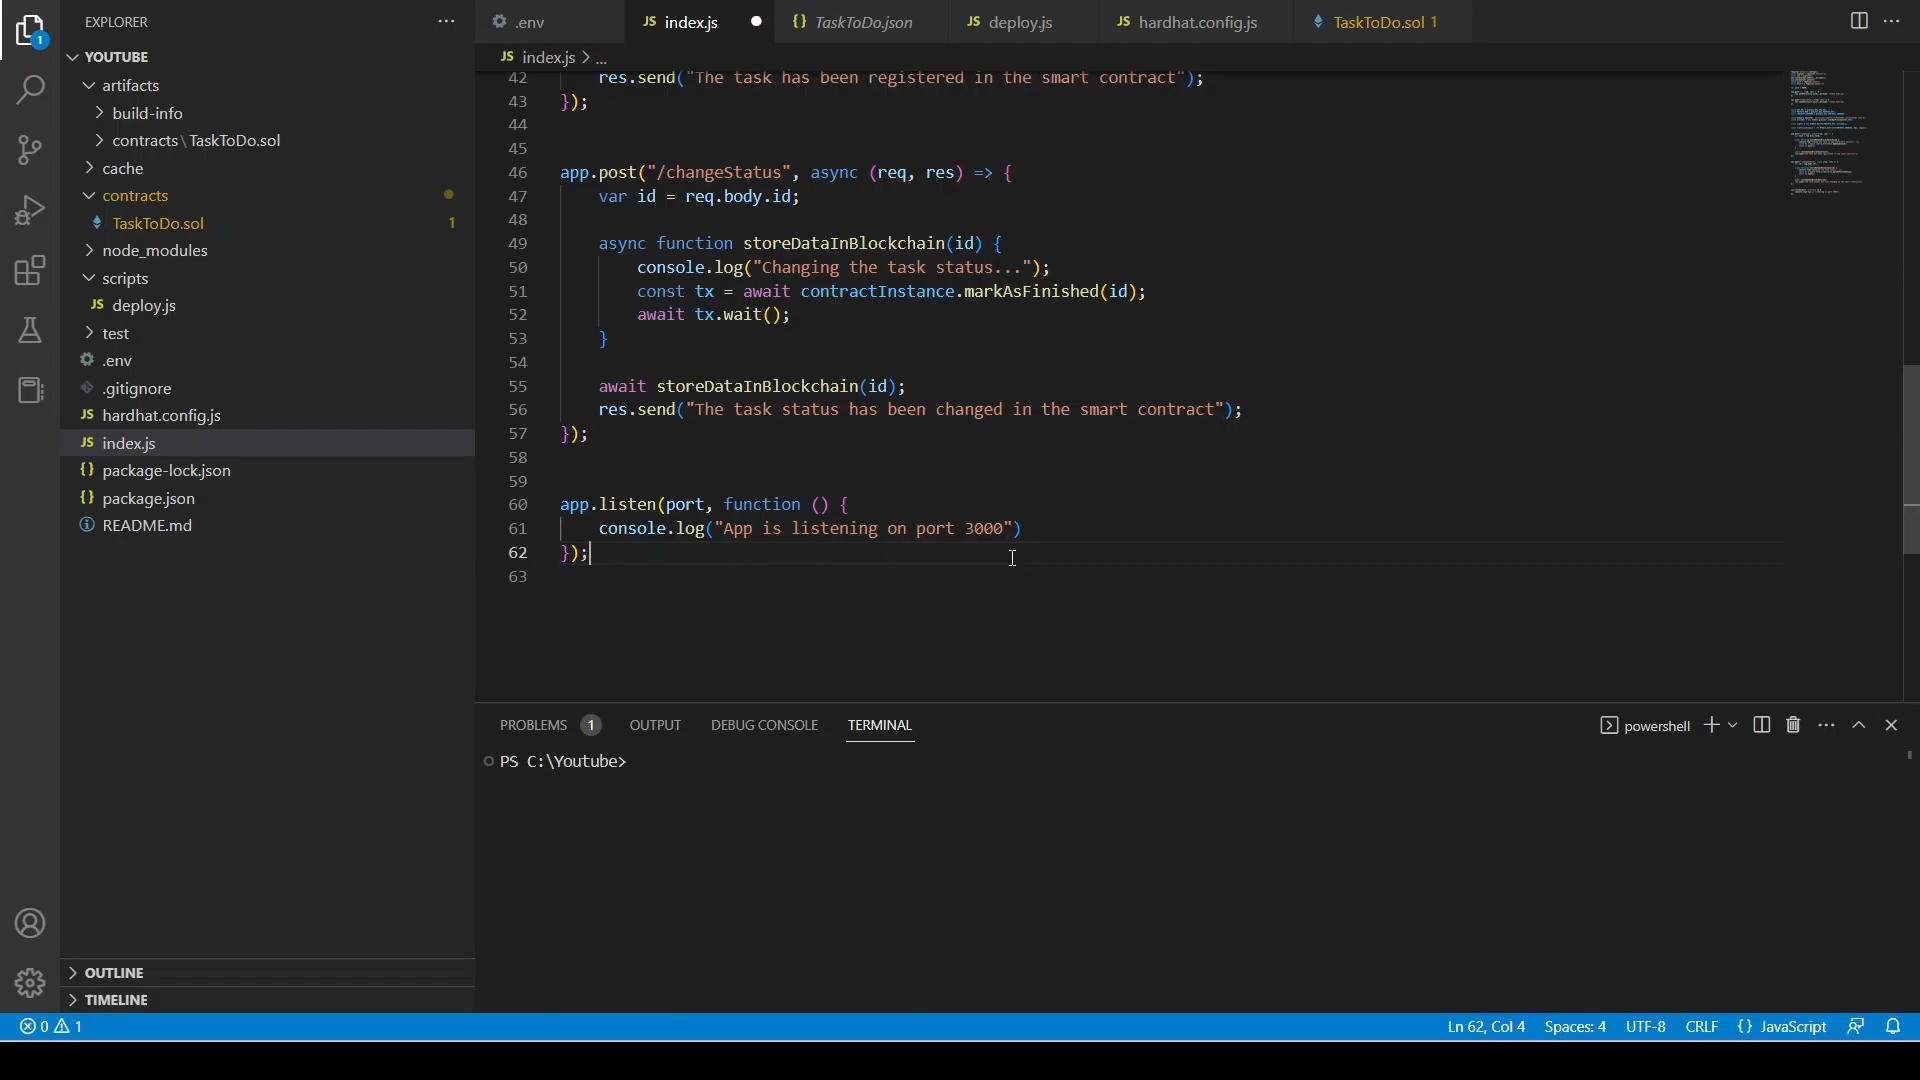 EXPLORER
YOUTUBE
artifacts
build-info
contracts\TaskToDo.sol
cache
contracts
TaskToDo.sol 1
node_modules
scripts
JS deploy.js
test
.env
.gitignore
JS hardhat.config.js
JS index.js
{} package-lock.json
{} package.json
README.md
OUTLINE
TIMELINE
1
.env
JS index.js
{} TaskToDo.json
JS deploy.js
JS hardhat.config.js
TaskToDo.sol 1
JS index.js > ...
42 res.send("The task has been registered in the smart contract");
43 });
44
45
46 app.post("/changeStatus", async (req, res) => {
47 var id = req.body.id;
48
49 async function storeDataInBlockchain(id) {
50 console.log("Changing the task status...");
51 const tx = await contractInstance.markAsFinished(id);
52 await tx.wait();
53 }
54
55 await storeDataInBlockchain(id);
56 res.send("The task status has been changed in the smart contract");
57 });
58
59
60 app.listen(port, function () {
61 console.log("App is listening on port 3000")
62 });
63
PROBLEMS 1 OUTPUT DEBUG CONSOLE TERMINAL
powershell
PS C:\Youtube>
0 1
Ln 62, Col 4 Spaces: 4 UTF-8 CRLF {} JavaScript